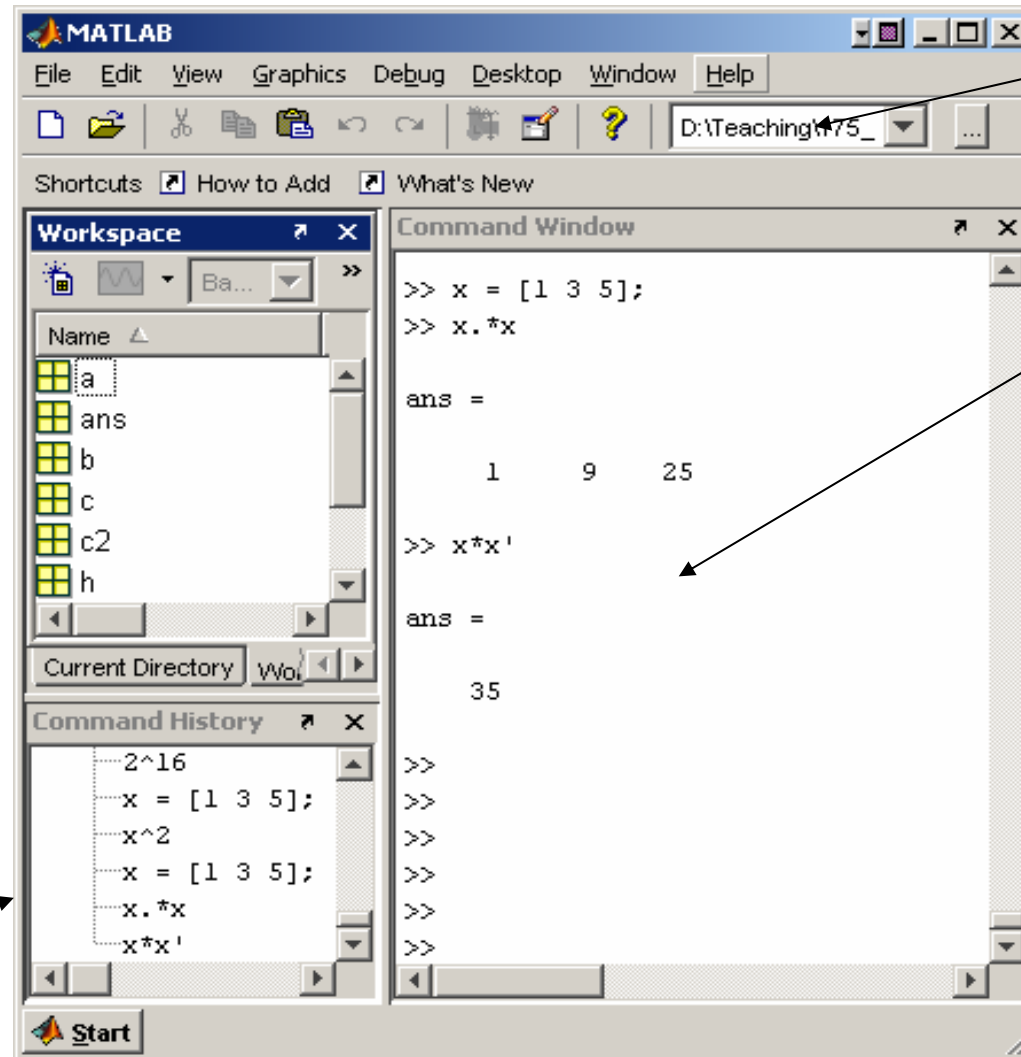 MATLAB
File Edit View Graphics Debug Desktop Window Help
D:\Teaching\ ...
Shortcuts How to Add What's New
Workspace
Ba... »
Name
a
ans
b
c
c2
h
Current Directory
Command History
2^16
x = [1 3 5];
x^2
x = [1 3 5];
x.*x
x*x'
Command Window
>> x = [1 3 5];
>> x.*x
ans =
1 9 25
>> x*x'
ans =
35
>>
>>
>>
>>
>>
>>
Start